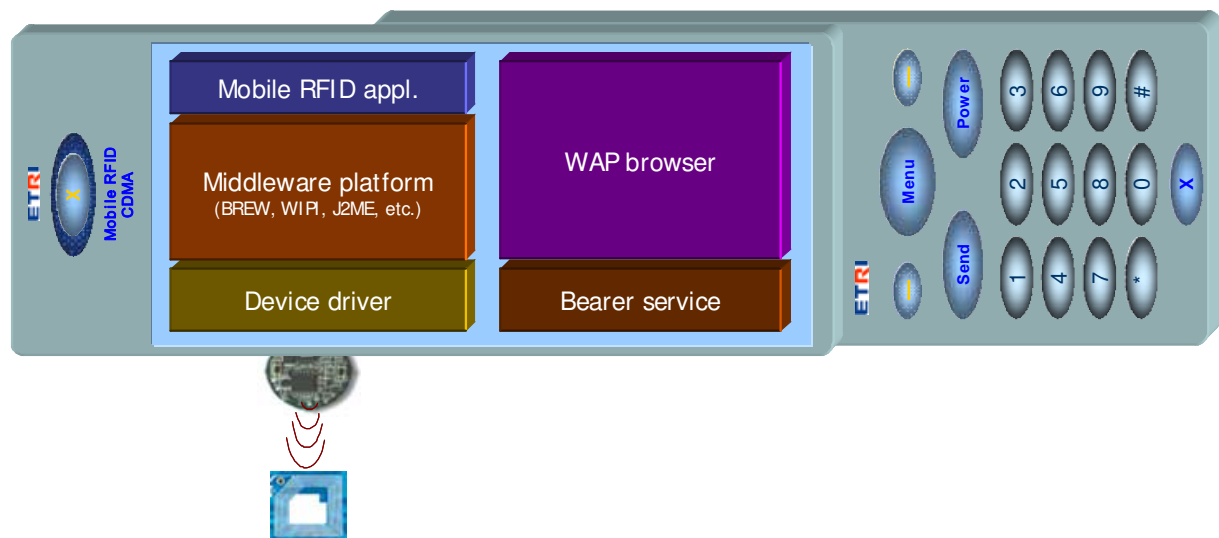 ETRI
X
Mobile RFID
CDMA
Mobile RFID appl.
Middleware platform
(BREW, WIPI, J2ME, etc.)
Device driver
WAP browser
Bearer service
ETRI
Menu
Power
Send
3
6
9
#
2
5
8
0
X
1
4
7
*